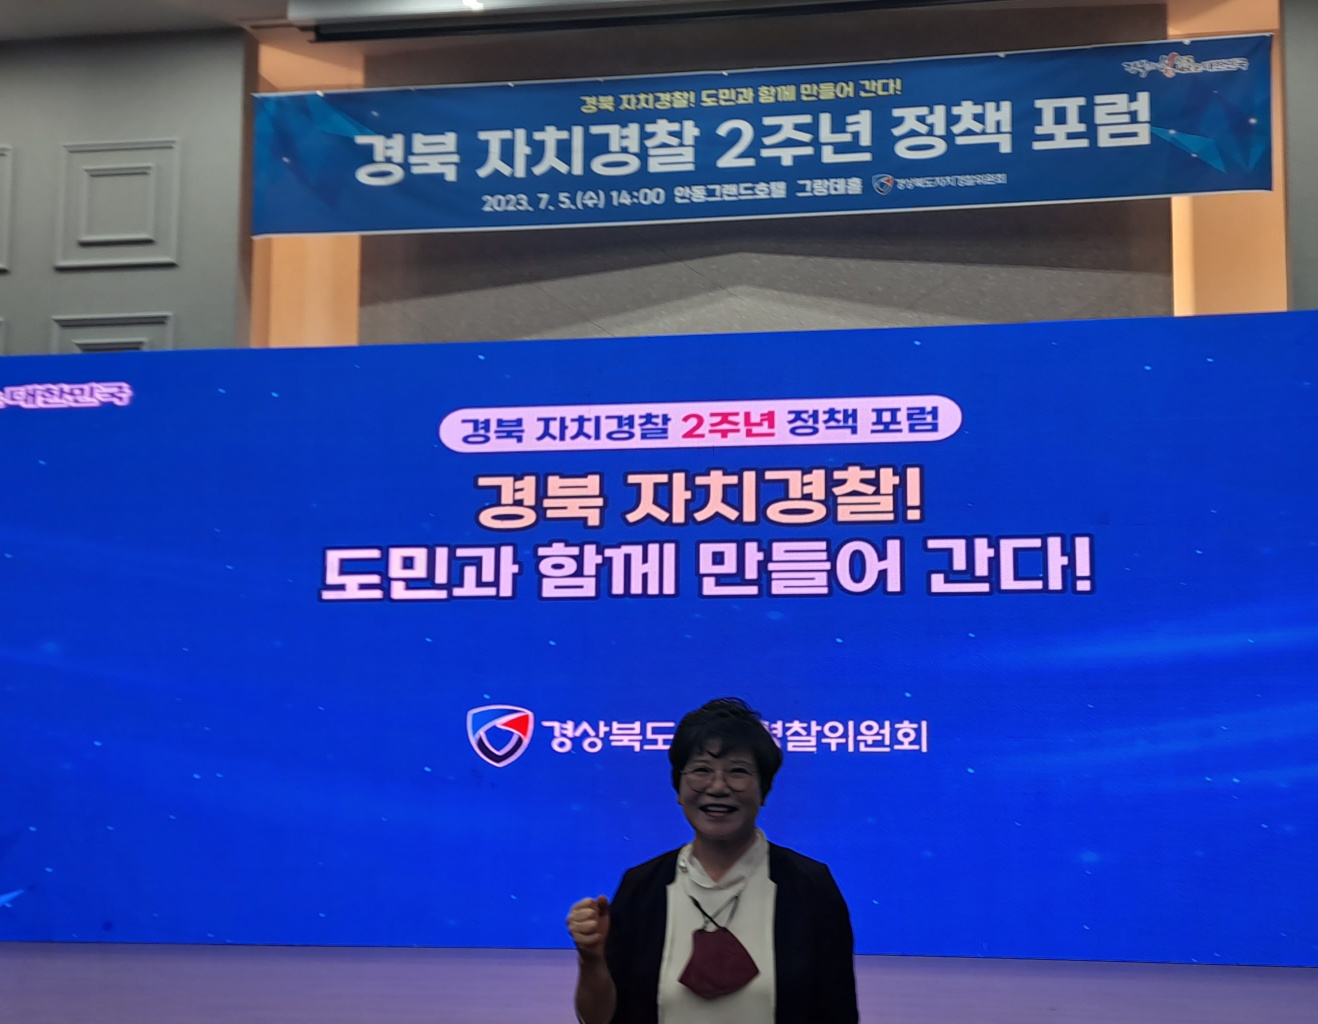 경북 자치경찰! 도민과 함께 만들어 간다!
경북 자치경찰 2주년 정책 포럼
2023. 7. 5.(수) 14:00 안동그랜드호텔 그랑데홀 경상북도자치경찰위원회
대한민국
경북 자치경찰 2주년 정책 포럼
경북 자치경찰!
도민과 함께 만들어 간다!
경상북도 경찰위원회